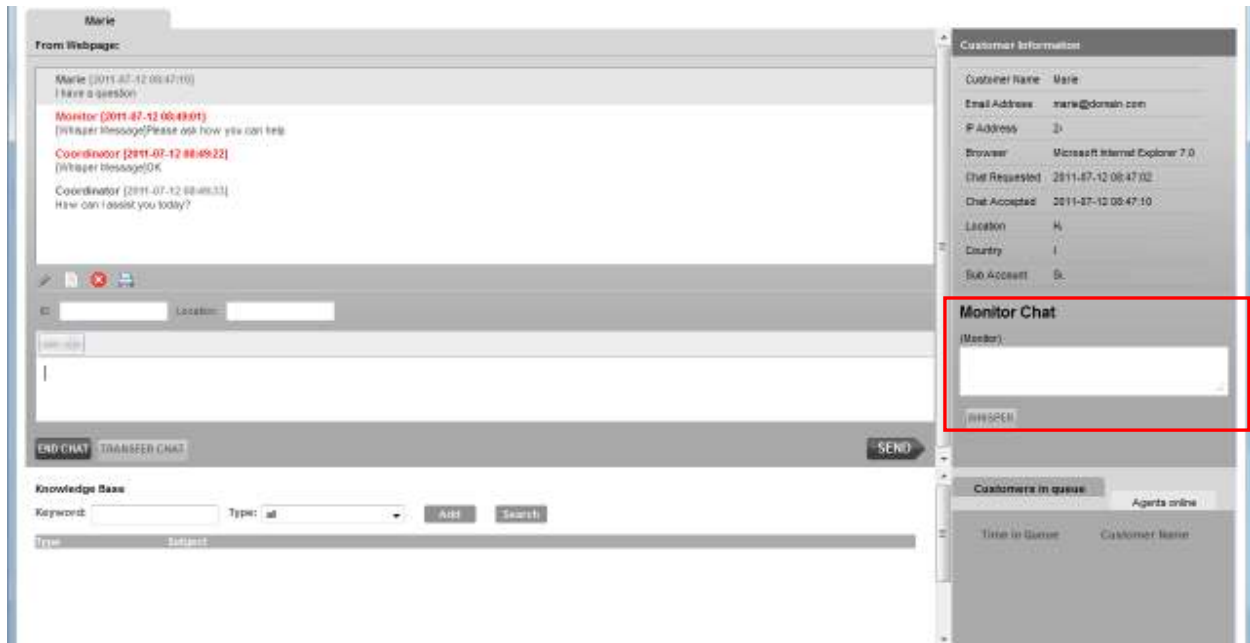 Marie
From Webpage:
Marie [2011-07-12 08:47:10]
I have a question
Monitor [2011-07-12 08:49:01]
[Whisper Message]Please ask how you can help
Coordinator [2011-07-12 08:49:22]
[Whisper Message]OK
Coordinator [2011-07-12 08:49:33]
How can I assist you today?
ID: Location:
END CHAT TRANSFER CHAT SEND
Knowledge Base
Keyword: Type: all Add Search
Type Subject
Customer Information
Customer Name Marie
Email Address marie@domain.com
IP Address
Browser Microsoft Internet Explorer 7.0
Chat Requested 2011-07-12 08:47:02
Chat Accepted 2011-07-12 08:47:10
Location
Country
Sub Account
Monitor Chat
(Monitor)
WHISPER
Customers in queue
Agents online
Time in Queue Customer Name